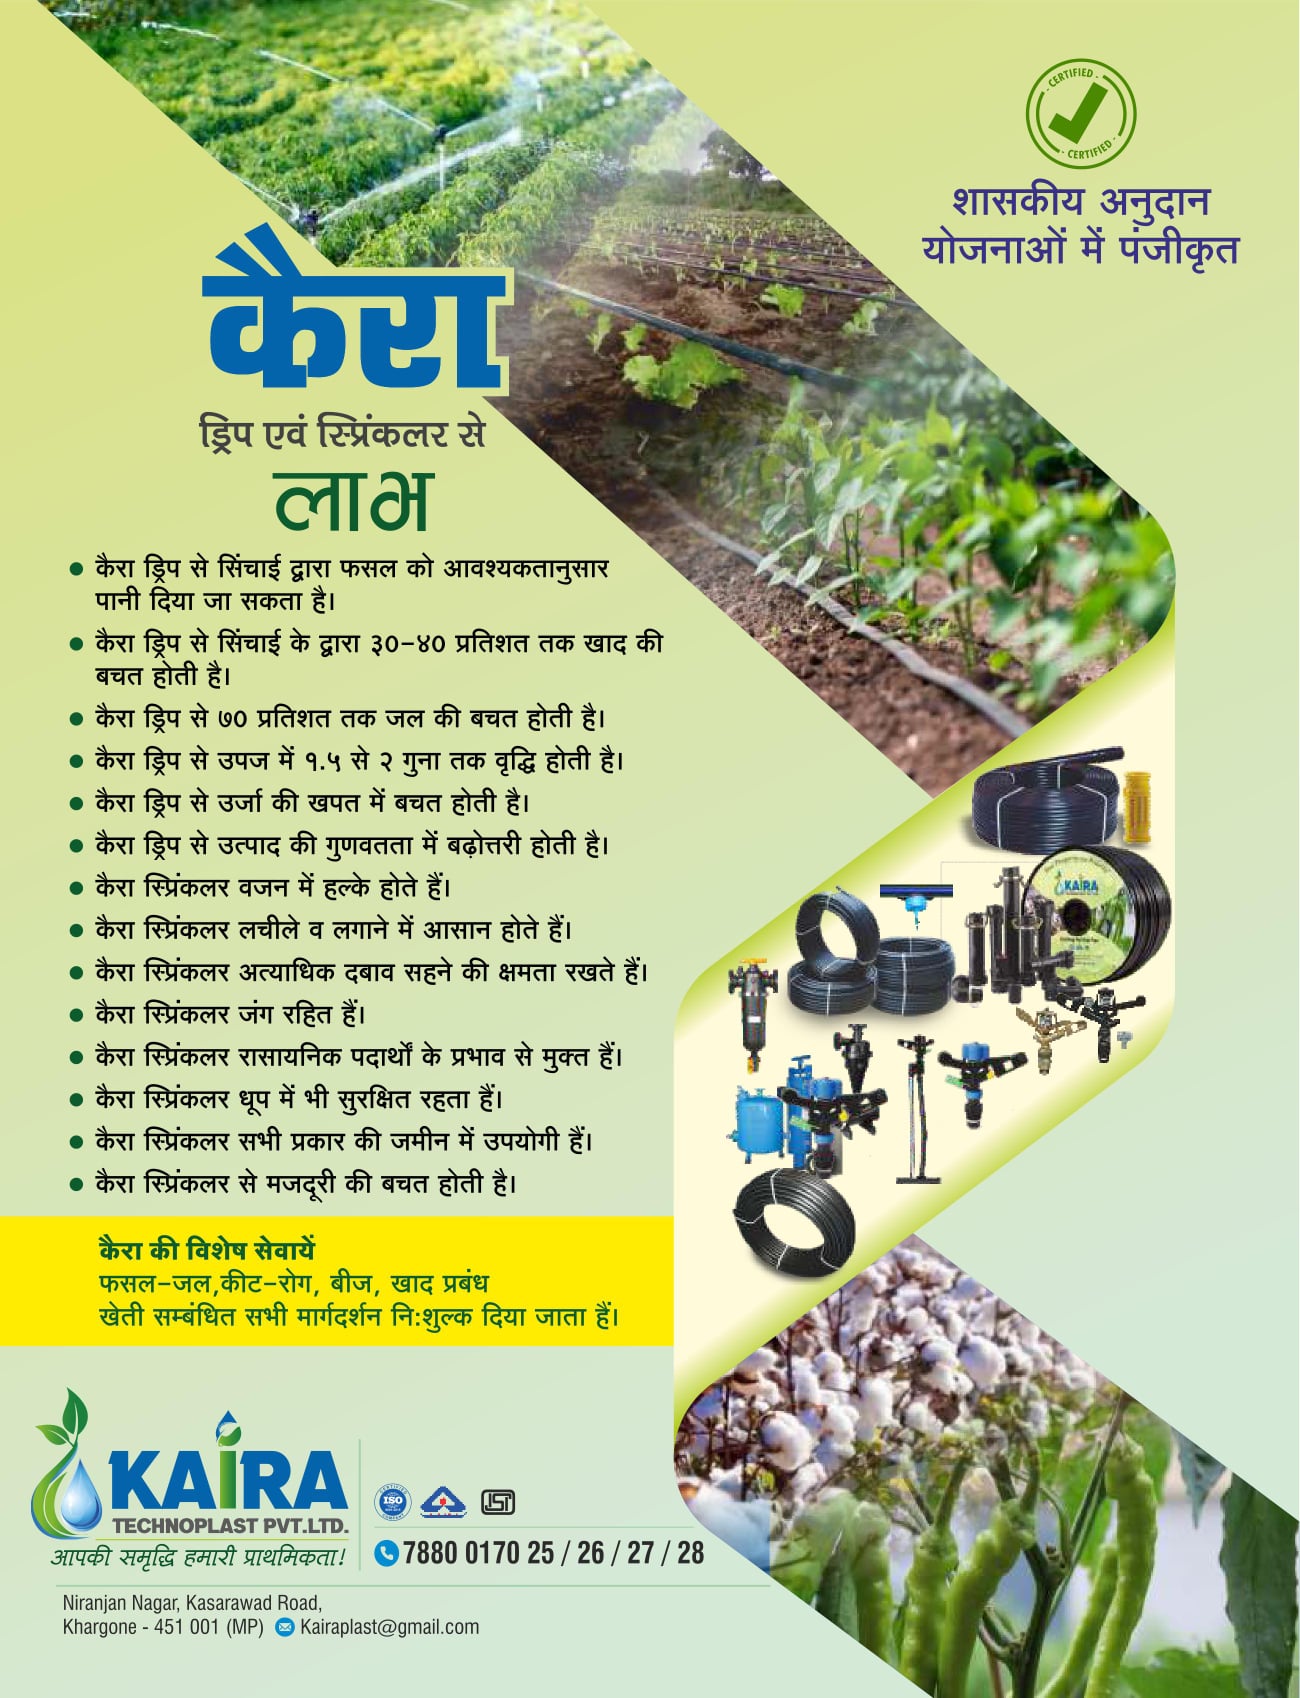 - CERTIFIED -
- CERTIFIED -
शासकीय अनुदान
योजनाओं में पंजीकृत
कैरा
ड्रिप एवं स्प्रिंकलर से
लाभ
• कैरा ड्रिप से सिंचाई द्वारा फसल को आवश्यकतानुसार
पानी दिया जा सकता है।
• कैरा ड्रिप से सिंचाई के द्वारा ३०-४० प्रतिशत तक खाद की
बचत होती है।
• कैरा ड्रिप से ७० प्रतिशत तक जल की बचत होती है।
• कैरा ड्रिप से उपज में १.५ से २ गुना तक वृद्धि होती है।
• कैरा ड्रिप से उर्जा की खपत में बचत होती है।
• कैरा ड्रिप से उत्पाद की गुणवतता में बढ़ोत्तरी होती है।
• कैरा स्प्रिंकलर वजन में हल्के होते हैं।
• कैरा स्प्रिंकलर लचीले व लगाने में आसान होते हैं।
• कैरा स्प्रिंकलर अत्याधिक दबाव सहने की क्षमता रखते हैं।
• कैरा स्प्रिंकलर जंग रहित हैं।
• कैरा स्प्रिंकलर रासायनिक पदार्थों के प्रभाव से मुक्त हैं।
• कैरा स्प्रिंकलर धूप में भी सुरक्षित रहता हैं।
• कैरा स्प्रिंकलर सभी प्रकार की जमीन में उपयोगी हैं।
• कैरा स्प्रिंकलर से मजदूरी की बचत होती है।
KAIRA
कैरा की विशेष सेवायें
फसल-जल,कीट-रोग, बीज, खाद प्रबंध
खेती सम्बंधित सभी मार्गदर्शन नि:शुल्क दिया जाता हैं।
KAIRA
TECHNOPLAST PVT.LTD.
आपकी समृद्धि हमारी प्राथमिकता!
CERTIFIED
ISO
COMPANY
7880 0170 25 / 26 / 27 / 28
Niranjan Nagar, Kasarawad Road,
Khargone - 451 001 (MP) Kairaplast@gmail.com